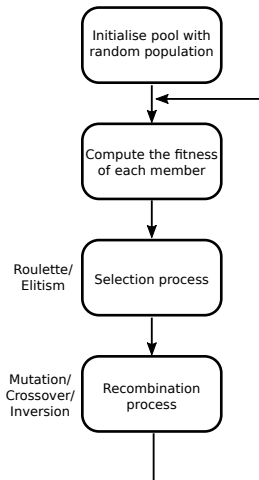 Initialise pool with
random population
Compute the fitness
of each member
Roulette/
Elitism
Selection process
Mutation/
Crossover/
Inversion
Recombination
process